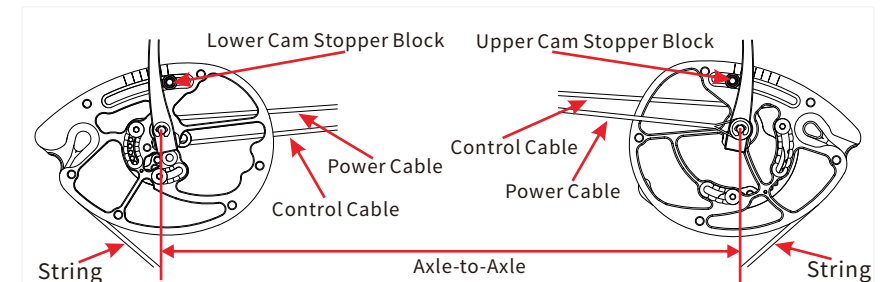 Lower Cam Stopper Block
Upper Cam Stopper Block
Control Cable
Power Cable
Power Cable
Control Cable
Axle-to-Axle
String
String